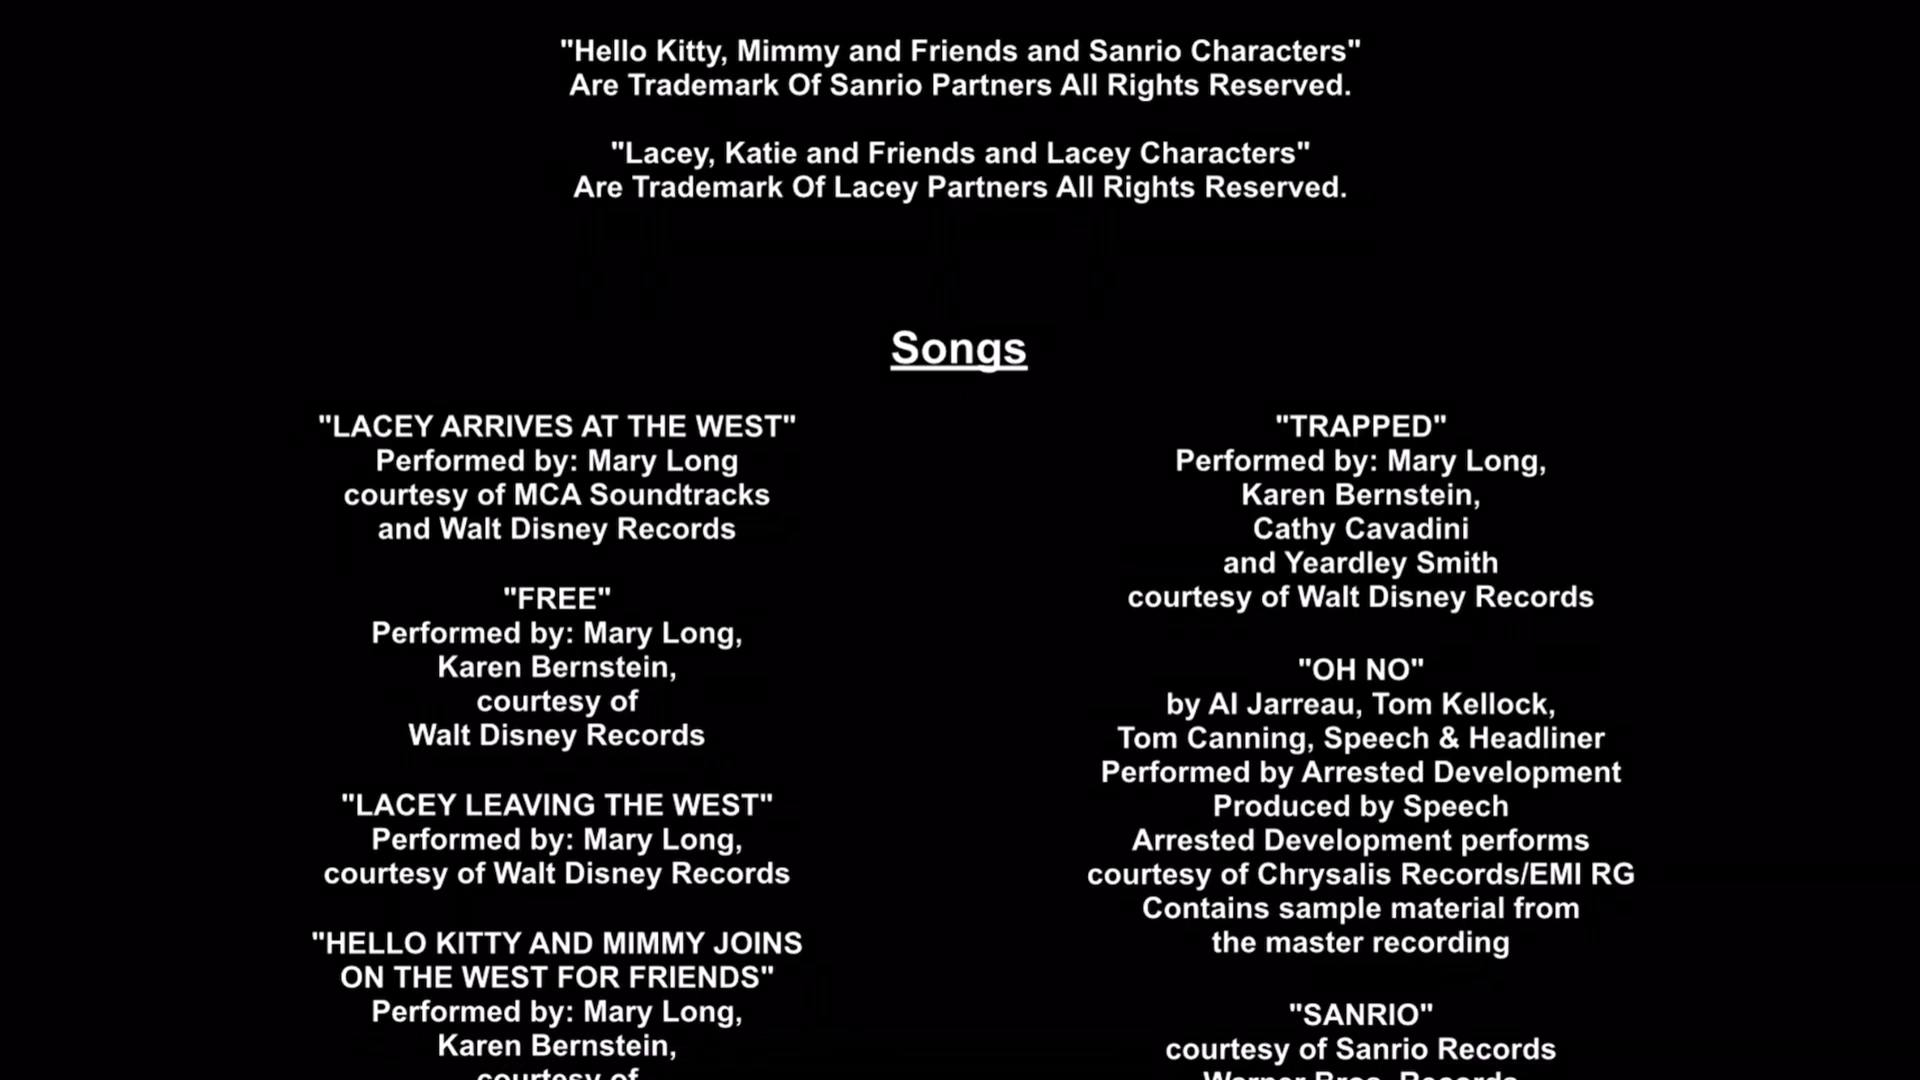 "Hello Kitty, Mimmy and Friends and Sanrio Characters"
Are Trademark Of Sanrio Partners All Rights Reserved.
"Lacey, Katie and Friends and Lacey Characters"
Are Trademark Of Lacey Partners All Rights Reserved.
Songs
"LACEY ARRIVES AT THE WEST"
Performed by: Mary Long
courtesy of MCA Soundtracks
and Walt Disney Records
"FREE"
Performed by: Mary Long,
Karen Bernstein,
courtesy of
Walt Disney Records
"LACEY LEAVING THE WEST"
Performed by: Mary Long,
courtesy of Walt Disney Records
"HELLO KITTY AND MIMMY JOINS
ON THE WEST FOR FRIENDS"
Performed by: Mary Long,
Karen Bernstein,
courtesy of
"TRAPPED"
Performed by: Mary Long,
Karen Bernstein,
Cathy Cavadini
and Yeardley Smith
courtesy of Walt Disney Records
"OH NO"
by Al Jarreau, Tom Kellock,
Tom Canning, Speech & Headliner
Performed by Arrested Development
Produced by Speech
Arrested Development performs
courtesy of Chrysalis Records/EMI RG
Contains sample material from
the master recording
"SANRIO"
courtesy of Sanrio Records
Warner Bros. Records